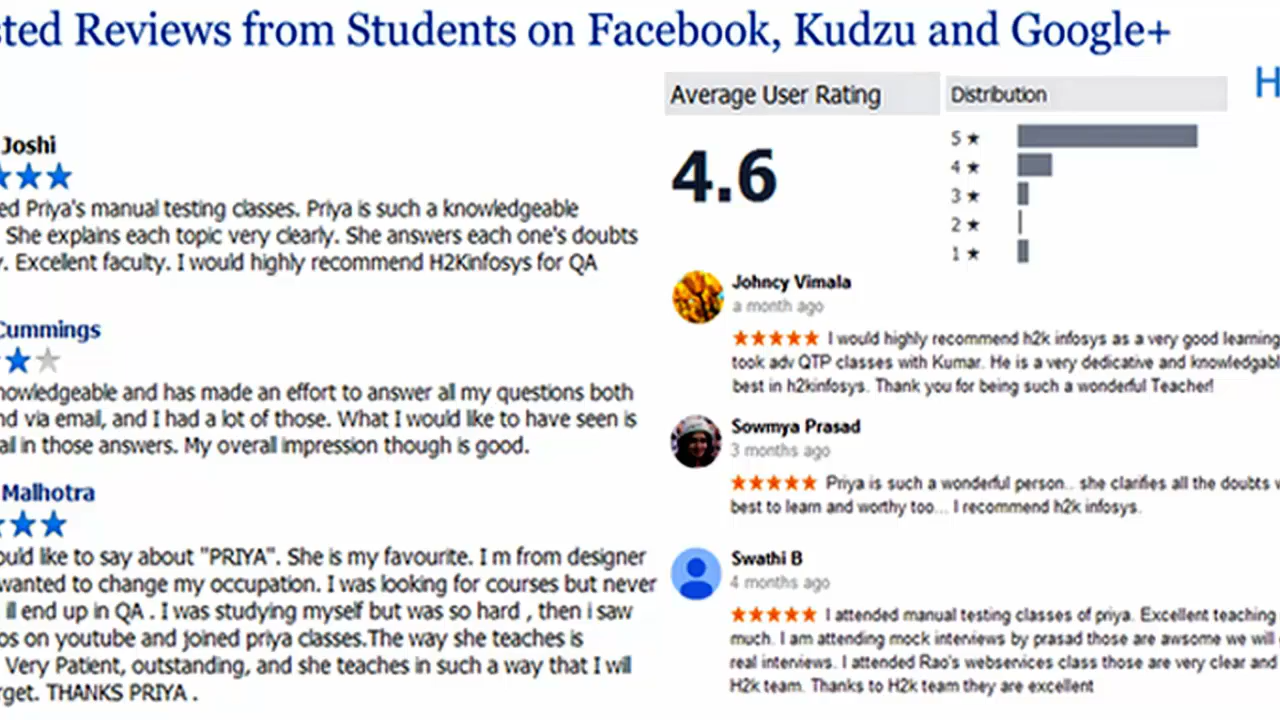 sted Reviews from Students on Facebook, Kudzu and Google+
Joshi
ed Priya's manual testing classes. Priya is such a knowledgeable
She explains each topic very clearly. She answers each one's doubts
y. Excellent faculty. I would highly recommend H2Kinfosys for QA
Cummings
nowledgeable and has made an effort to answer all my questions both
nd via email, and I had a lot of those. What I would like to have seen is
ail in those answers. My overall impression though is good.
Malhotra
ould like to say about "PRIYA". She is my favourite. I m from designer
wanted to change my occupation. I was looking for courses but never
ill end up in QA . I was studying myself but was so hard , then i saw
os on youtube and joined priya classes.The way she teaches is
Very Patient, outstanding, and she teaches in such a way that I will
rget. THANKS PRIYA .
Average User Rating
Distribution
H
4.6
5 ★
4 ★
3 ★
2 ★
1 ★
Johncy Vimala
a month ago
★★★★★ I would highly recommend h2k infosys as a very good learning
took adv QTP classes with Kumar. He is a very dedicative and knowledgabl
best in h2kinfosys. Thank you for being such a wonderful Teacher!
Sowmya Prasad
3 months ago
★★★★★ Priya is such a wonderful person.. she clarifies all the doubts w
best to learn and worthy too... I recommend h2k infosys.
Swathi B
4 months ago
★★★★★ I attended manual testing classes of priya. Excellent teaching
much. I am attending mock interviews by prasad those are awsome we will
real interviews. I attended Rao's webservices class those are very clear and
H2k team. Thanks to H2k team they are excellent